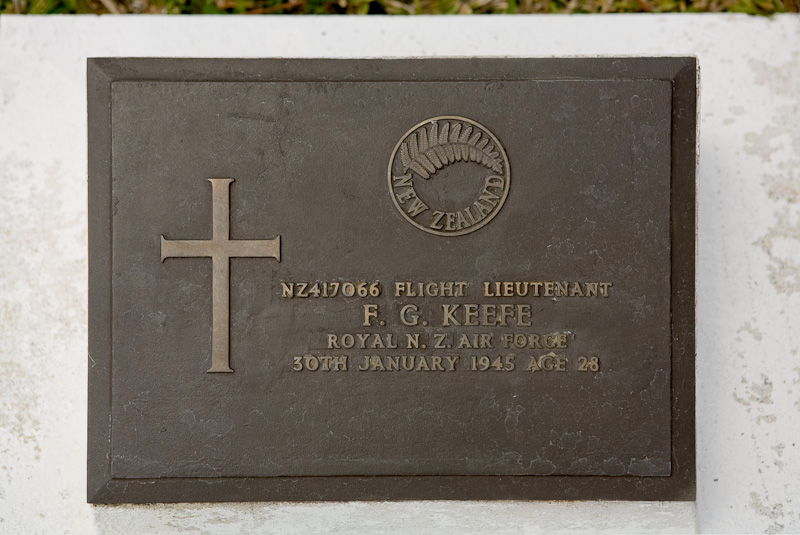 NEW ZEALAND
NZ417066 FLIGHT LIEUTENANT
F. G. KEEFE
ROYAL N. Z. AIR FORCE
30TH JANUARY 1945 AGE 28